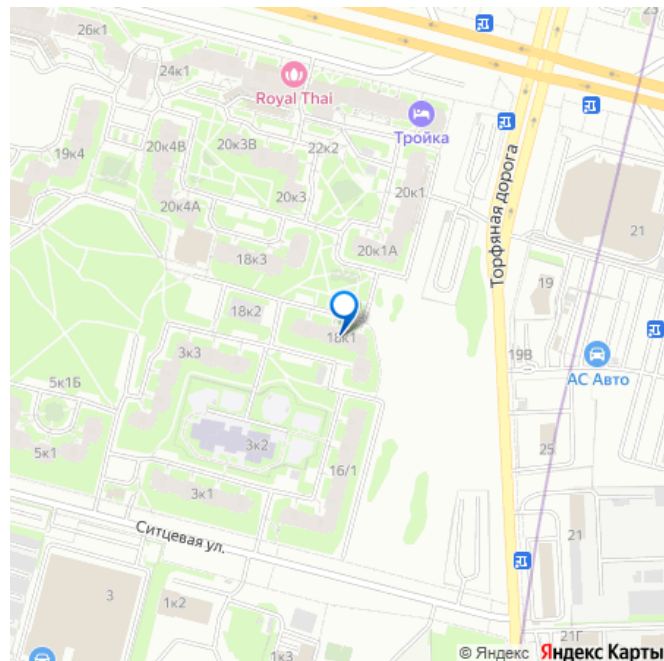 26к1
23
24к1
Royal Thai
Тройка
20к4В
20к3В
22к2
19к4
20к3
20к1
20к4А
Торфяная дорога
21
18к3
20к1А
19
18к2
18к1
3к3
19В
АС Авто
5к1Б
3к2
5к1
16/1
25
3к1
Ситцевая ул.
21
3
1к2
21Г
1к3
© Яндекс Яндекс Карты